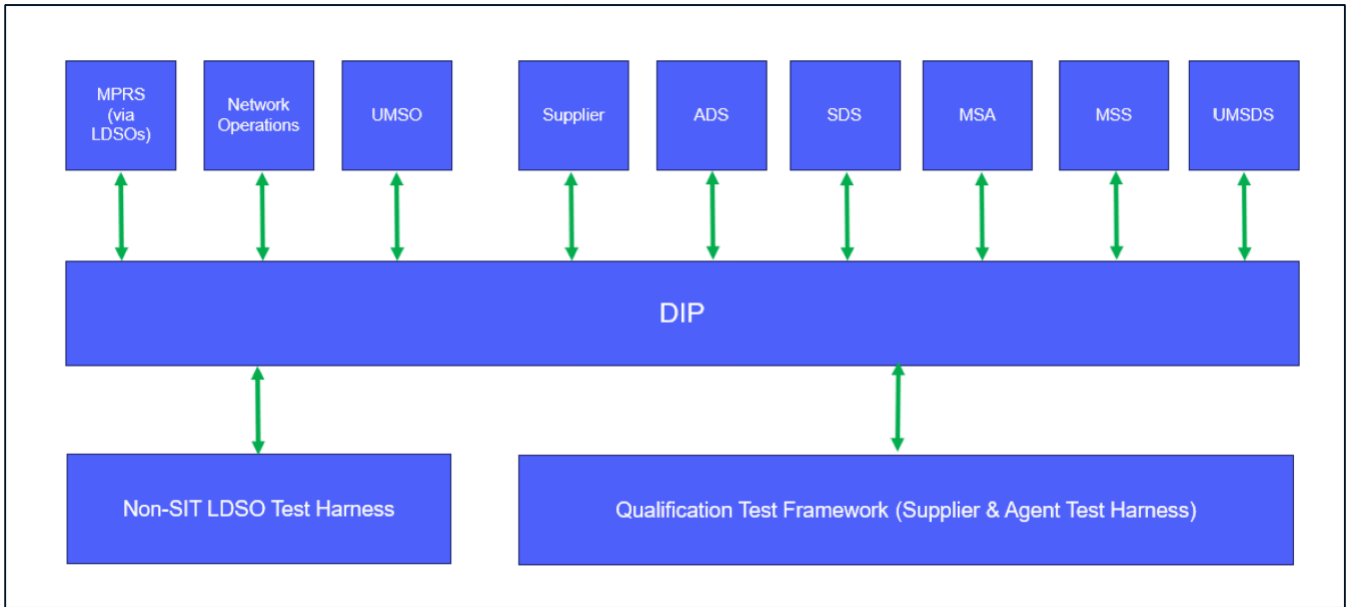 MPRS
(via
LDSOs)
Network
Operations
UMSO
Supplier
ADS
SDS
MSA
MSS
UMSDS
DIP
Non-SIT LDSO Test Harness
Qualification Test Framework (Supplier & Agent Test Harness)